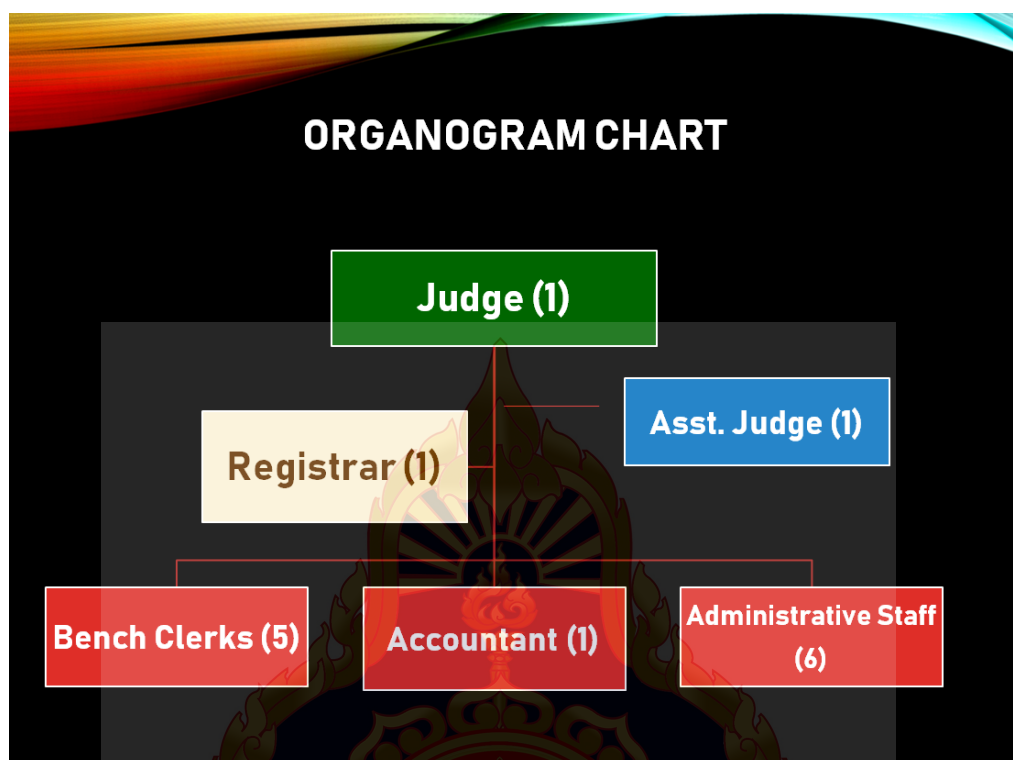 ORGANOGRAM CHART
Judge (1)
Asst. Judge (1)
Registrar (1)
Bench Clerks (5)
Accountant (1)
Administrative Staff
(6)